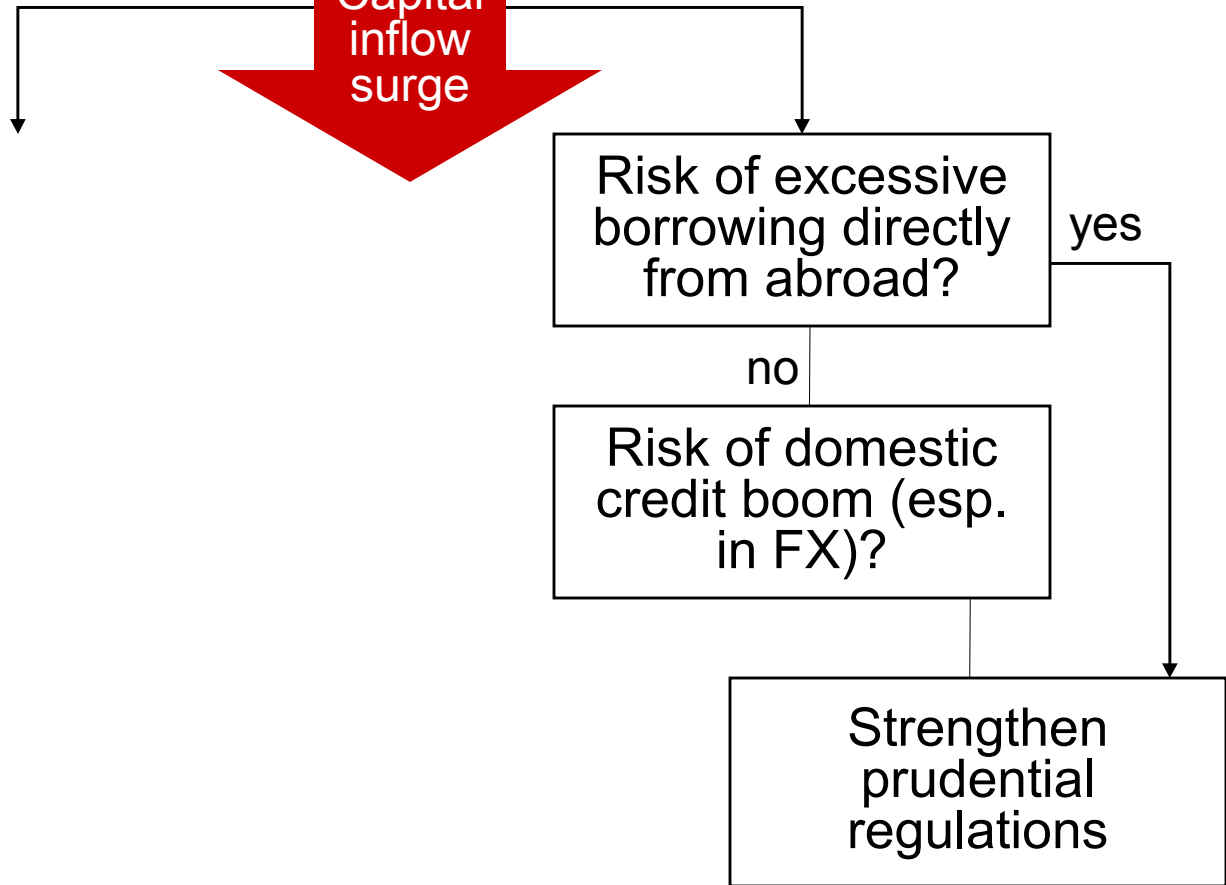 Capital
inflow
surge
Risk of excessive
borrowing directly
from abroad?
yes
no
Risk of domestic
credit boom (esp.
in FX)?
Strengthen
prudential
regulations